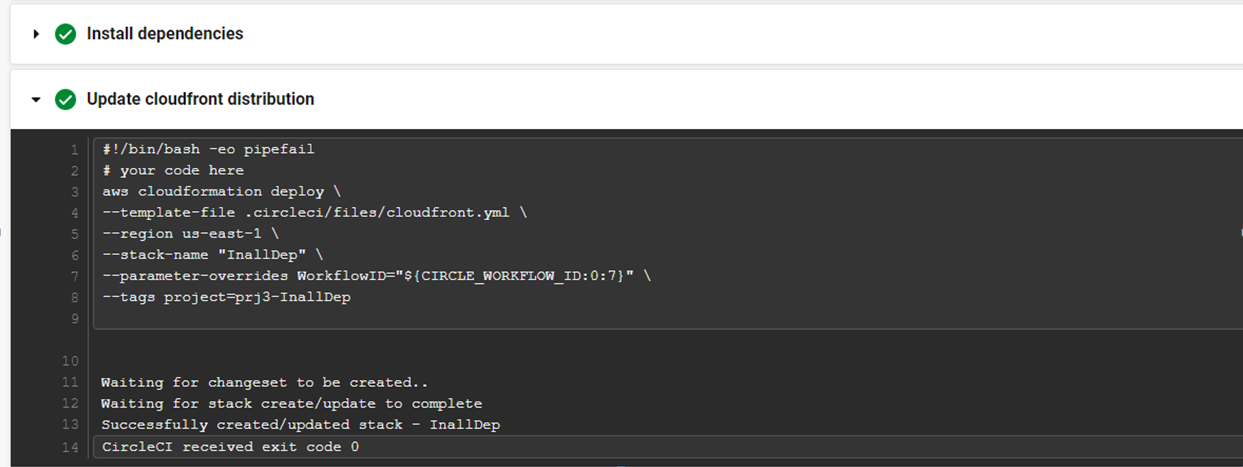 Install dependencies
Update cloudfront distribution
1 #!/bin/bash -eo pipefail
2 # your code here
3 aws cloudformation deploy \
4 --template-file .circleci/files/cloudfront.yml \
5 --region us-east-1 \
6 --stack-name "InallDep" \
7 --parameter-overrides WorkflowID="${CIRCLE_WORKFLOW_ID:0:7}" \
8 --tags project=prj3-InallDep
9
10
11 Waiting for changeset to be created..
12 Waiting for stack create/update to complete
13 Successfully created/updated stack - InallDep
14 CircleCI received exit code 0